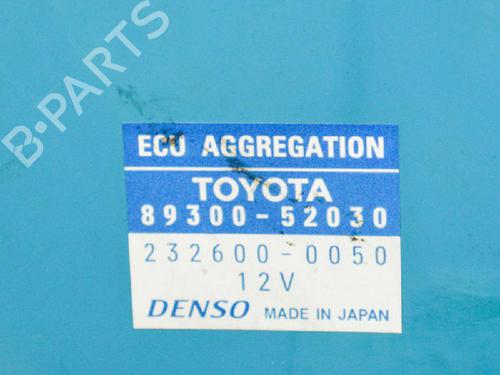 B-PARTS
ECU AGGREGATION
TOYOTA
89300-52030
232600-0050
12V
DENSO MADE IN JAPAN